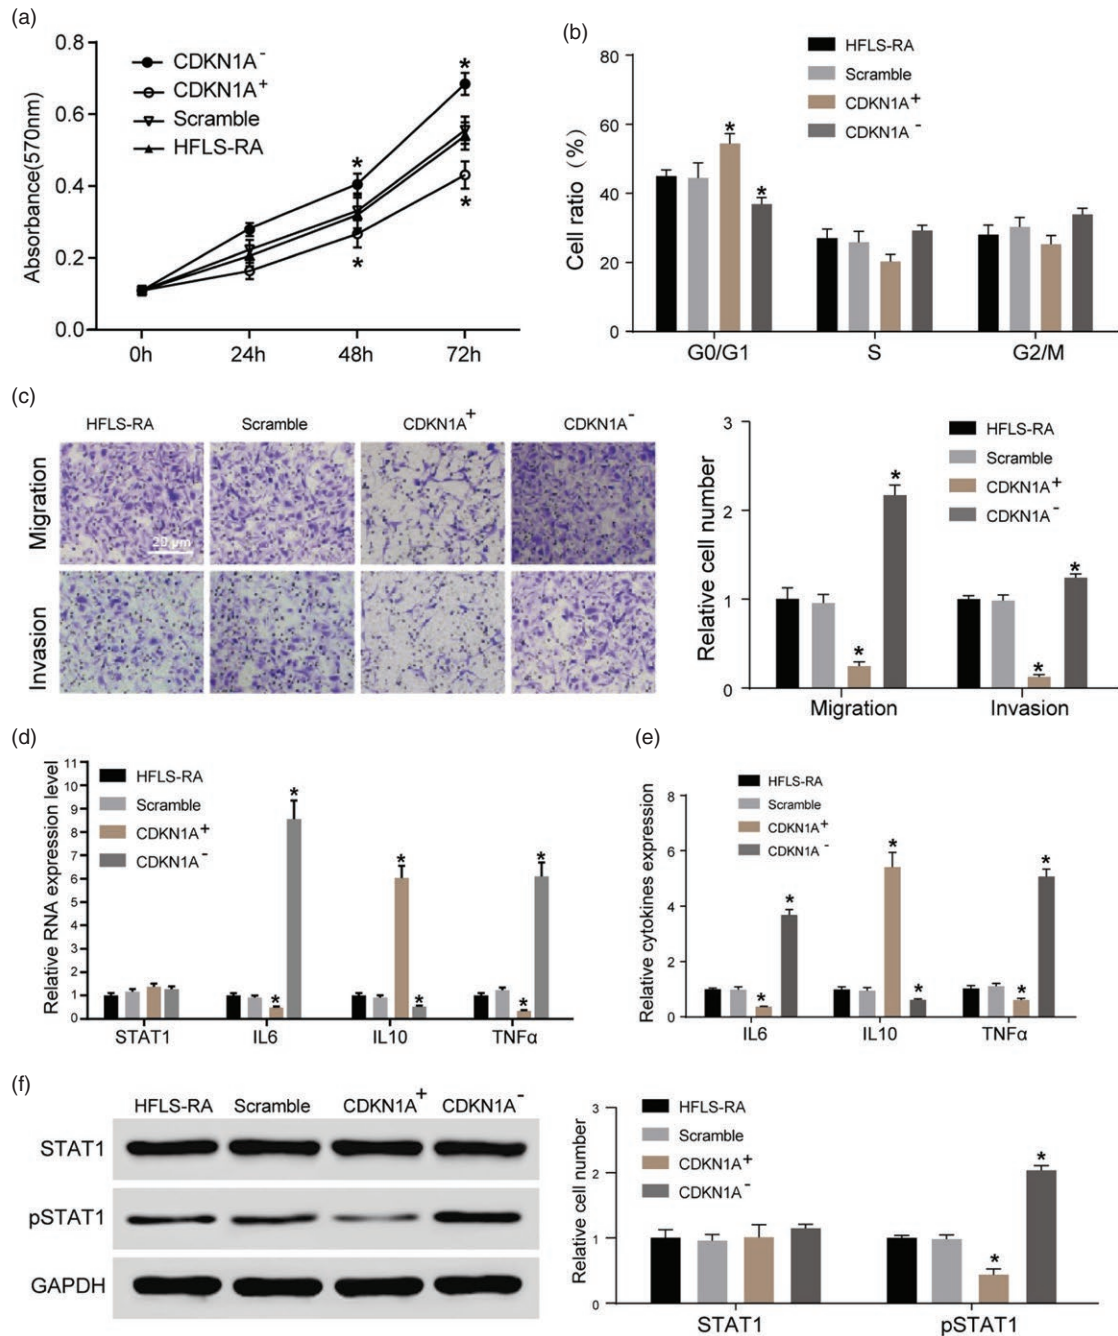 (a)
Absorbance(570nm)
0.8
0.6
0.4
0.2
0.0
CDKN1A-
CDKN1A+
Scramble
HFLS-RA
*
*
*
*
0h 24h 48h 72h
(b)
Cell ratio (%)
80
60
40
20
0
HFLS-RA
Scramble
CDKN1A+
CDKN1A-
*
*
G0/G1 S G2/M
(c)
HFLS-RA Scramble CDKN1A+ CDKN1A-
Migration
20 μm
Invasion
Relative cell number
3
2
1
0
HFLS-RA
Scramble
CDKN1A+
CDKN1A-
*
*
*
*
Migration Invasion
(d)
Relative RNA expression level
11
10
9
8
7
6
5
4
3
2
1
0
HFLS-RA
Scramble
CDKN1A+
CDKN1A-
*
*
*
*
*
*
STAT1 IL6 IL10 TNFα
(e)
Relative cytokines expression
8
6
4
2
0
HFLS-RA
Scramble
CDKN1A+
CDKN1A-
*
*
*
*
*
*
IL6 IL10 TNFα
(f)
HFLS-RA Scramble CDKN1A+ CDKN1A-
STAT1
pSTAT1
GAPDH
Relative cell number
3
2
1
0
HFLS-RA
Scramble
CDKN1A+
CDKN1A-
*
*
STAT1 pSTAT1